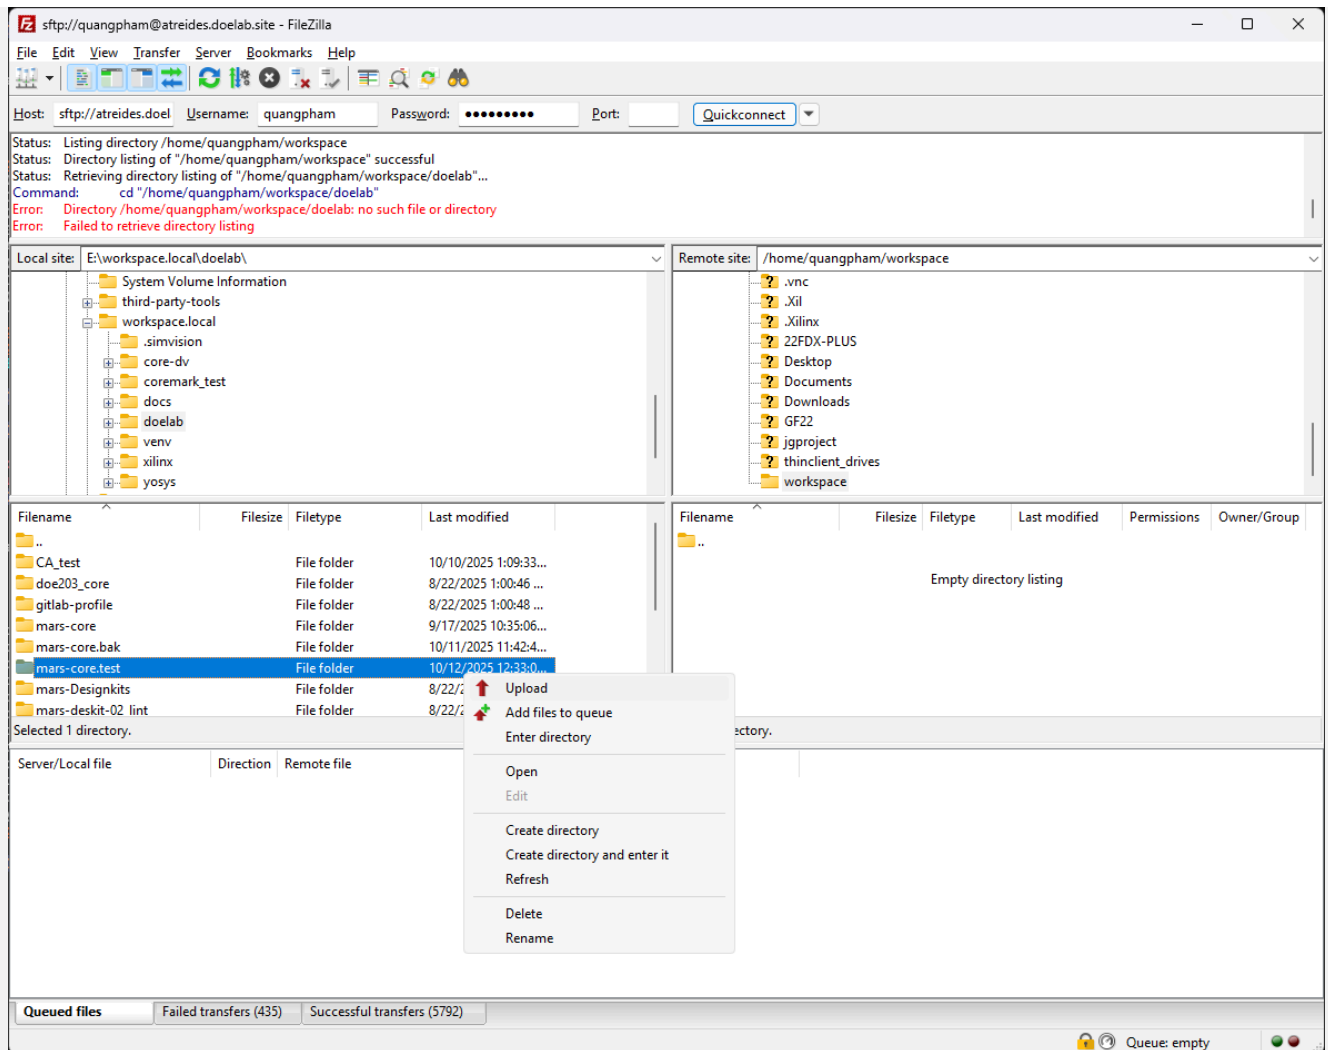 sftp://quangpham@atreides.doelab.site - FileZilla
File Edit View Transfer Server Bookmarks Help
Host: sftp://atreides.doel Username: quangpham Password: ●●●●●●●●● Port: Quickconnect
Status: Listing directory /home/quangpham/workspace
Status: Directory listing of "/home/quangpham/workspace" successful
Status: Retrieving directory listing of "/home/quangpham/workspace/doelab"...
Command: cd "/home/quangpham/workspace/doelab"
Error: Directory /home/quangpham/workspace/doelab: no such file or directory
Error: Failed to retrieve directory listing
Local site: E:\workspace.local\doelab\
System Volume Information
third-party-tools
workspace.local
.simvision
core-dv
coremark_test
docs
doelab
venv
xilinx
yosys
Remote site: /home/quangpham/workspace
.vnc
.Xil
.Xilinx
22FDX-PLUS
Desktop
Documents
Downloads
GF22
jgproject
thinclient_drives
workspace
Filename Filesize Filetype Last modified
..
CA_test File folder 10/10/2025 1:09:33...
doe203_core File folder 8/22/2025 1:00:46 ...
gitlab-profile File folder 8/22/2025 1:00:48 ...
mars-core File folder 9/17/2025 10:35:06...
mars-core.bak File folder 10/11/2025 11:42:4...
mars-core.test File folder 10/12/2025 12:33:0...
mars-Designkits File folder 8/22/2
mars-deskit-02_lint File folder 8/22/2
Selected 1 directory.
Filename Filesize Filetype Last modified Permissions Owner/Group
..
Empty directory listing
ectory.
Upload
Add files to queue
Enter directory
Open
Edit
Create directory
Create directory and enter it
Refresh
Delete
Rename
Server/Local file Direction Remote file
Queued files Failed transfers (435) Successful transfers (5792)
Queue: empty